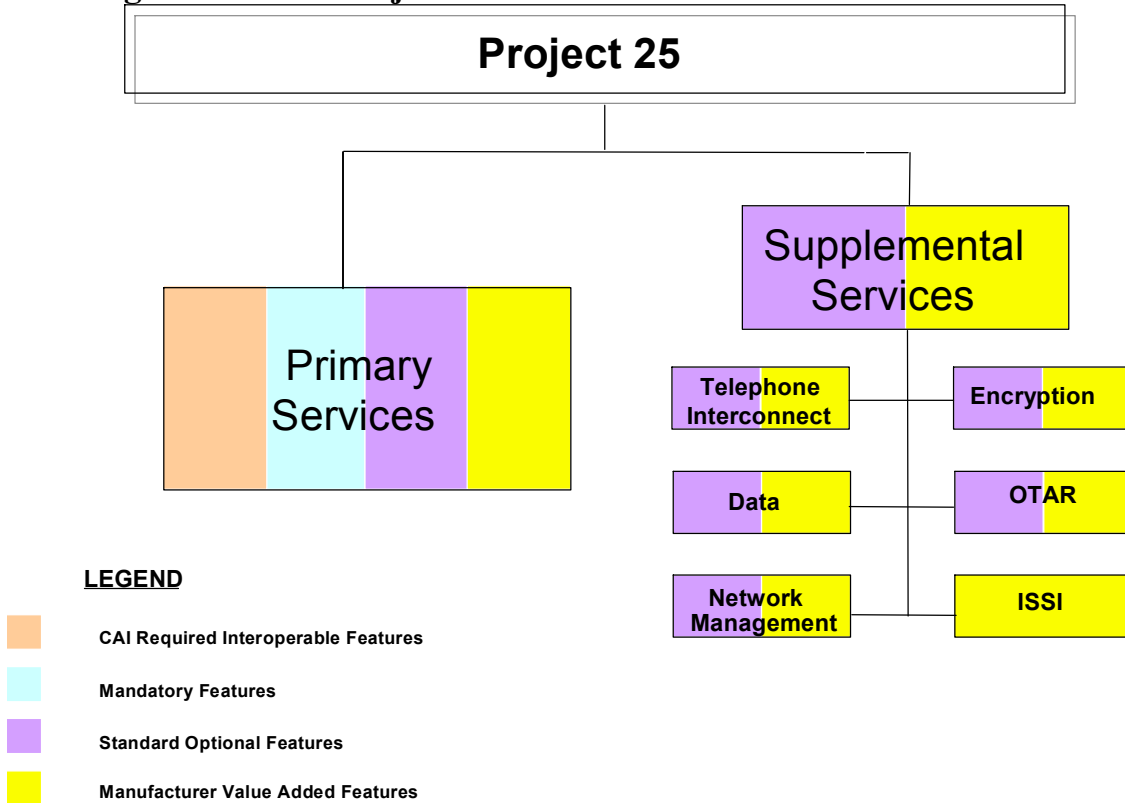 Project 25
Supplemental
Services
Primary
Services
Telephone
Interconnect
Encryption
Data
OTAR
Network
Management
ISSI
LEGEND
CAI Required Interoperable Features
Mandatory Features
Standard Optional Features
Manufacturer Value Added Features